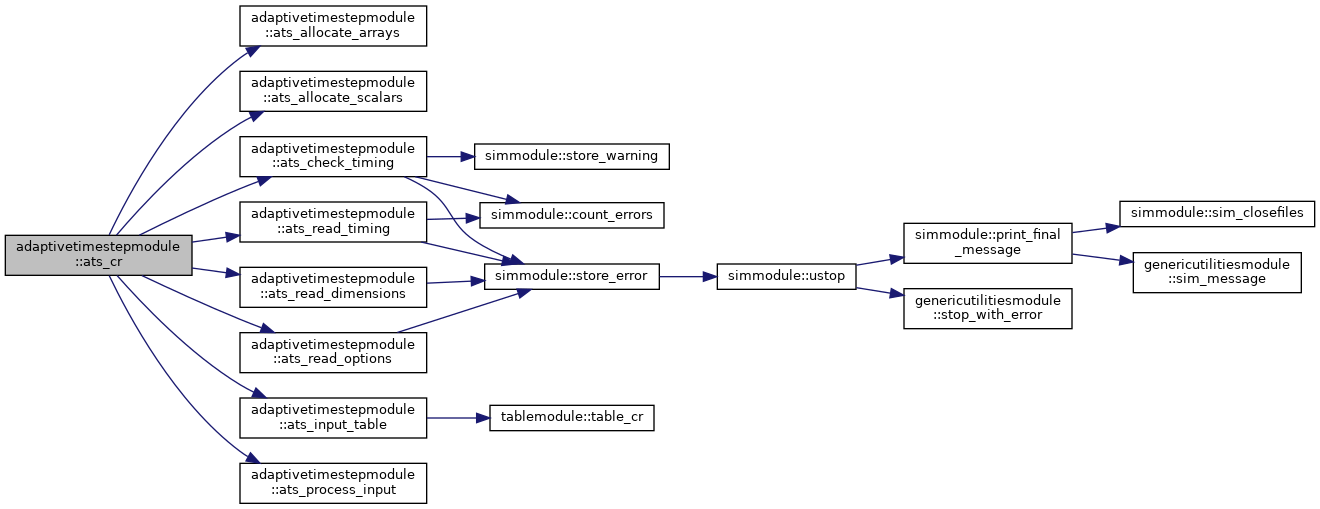 adaptivetimestepmodule
::ats_cr
adaptivetimestepmodule
::ats_allocate_arrays
adaptivetimestepmodule
::ats_allocate_scalars
adaptivetimestepmodule
::ats_check_timing
adaptivetimestepmodule
::ats_read_timing
adaptivetimestepmodule
::ats_read_dimensions
adaptivetimestepmodule
::ats_read_options
adaptivetimestepmodule
::ats_input_table
adaptivetimestepmodule
::ats_process_input
simmodule::store_warning
simmodule::count_errors
simmodule::store_error
tablemodule::table_cr
simmodule::ustop
simmodule::print_final
_message
genericutilitiesmodule
::stop_with_error
simmodule::sim_closefiles
genericutilitiesmodule
::sim_message